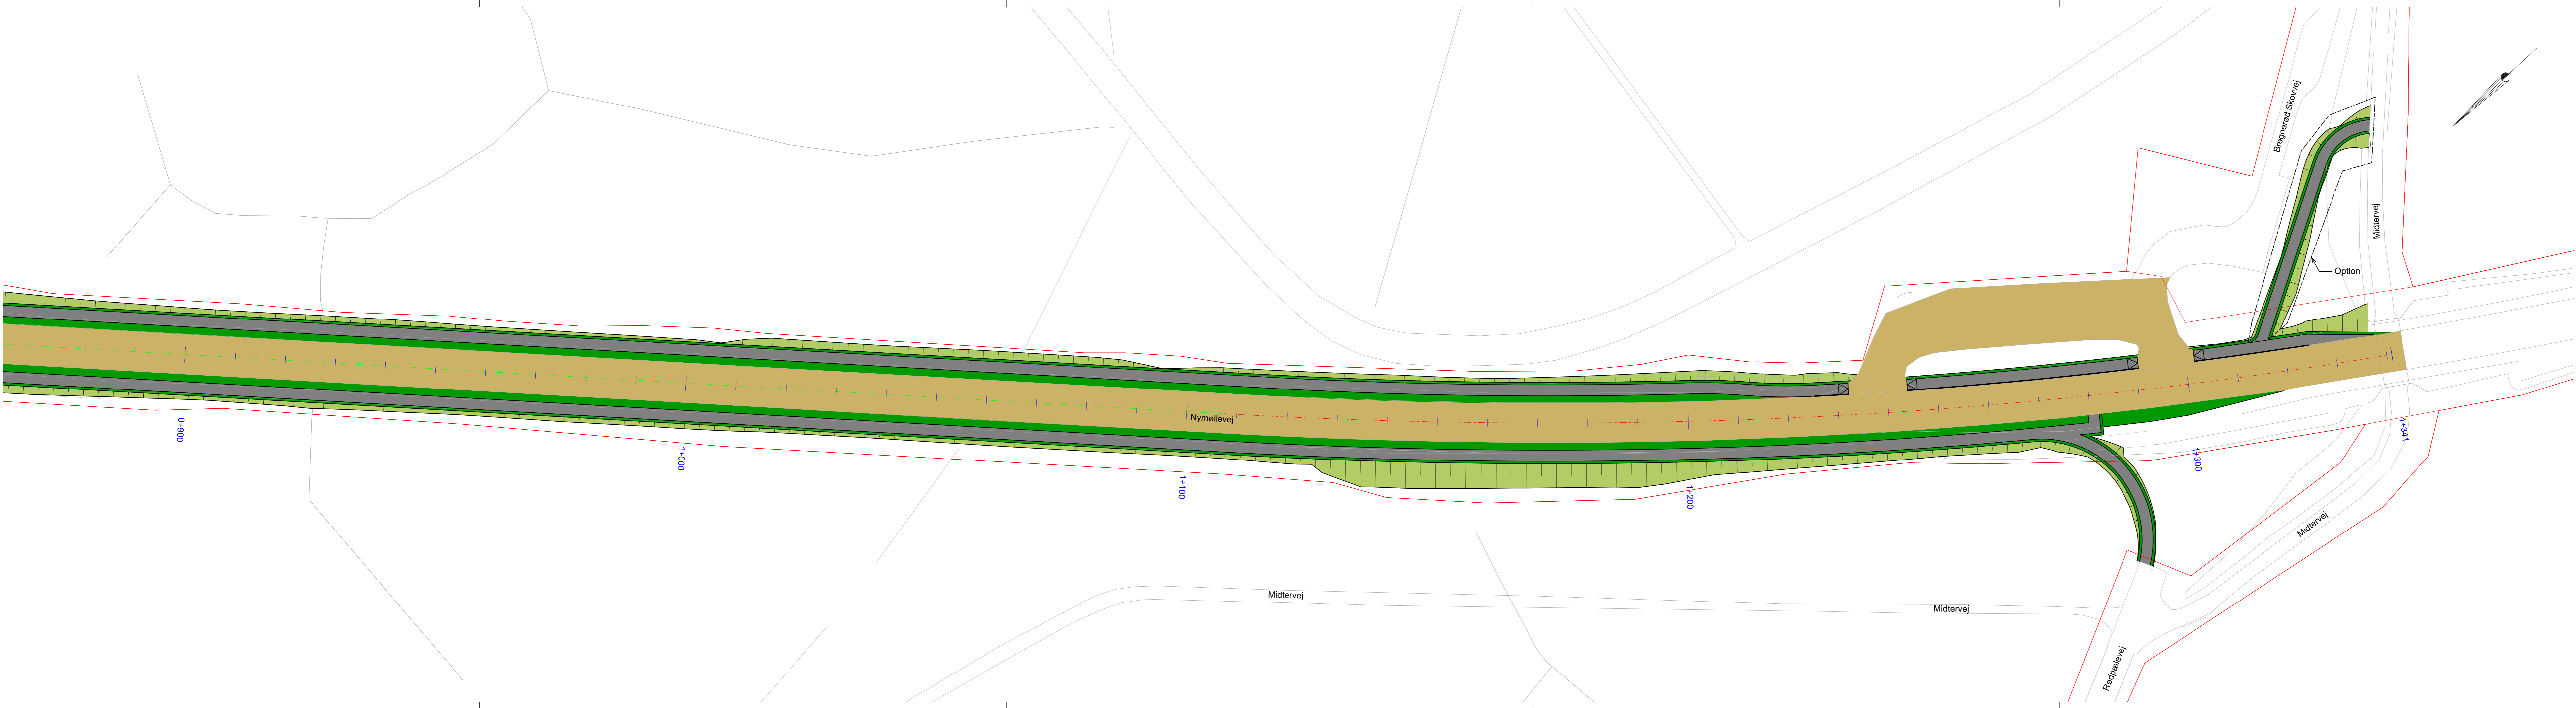 Bregnerød Skovvej
Midtervej
Option
Nymøllevej
0+900
1+000
1+100
1+200
1+300
1+341
Midtervej
Midtervej
Midtervej
Rødpælevej